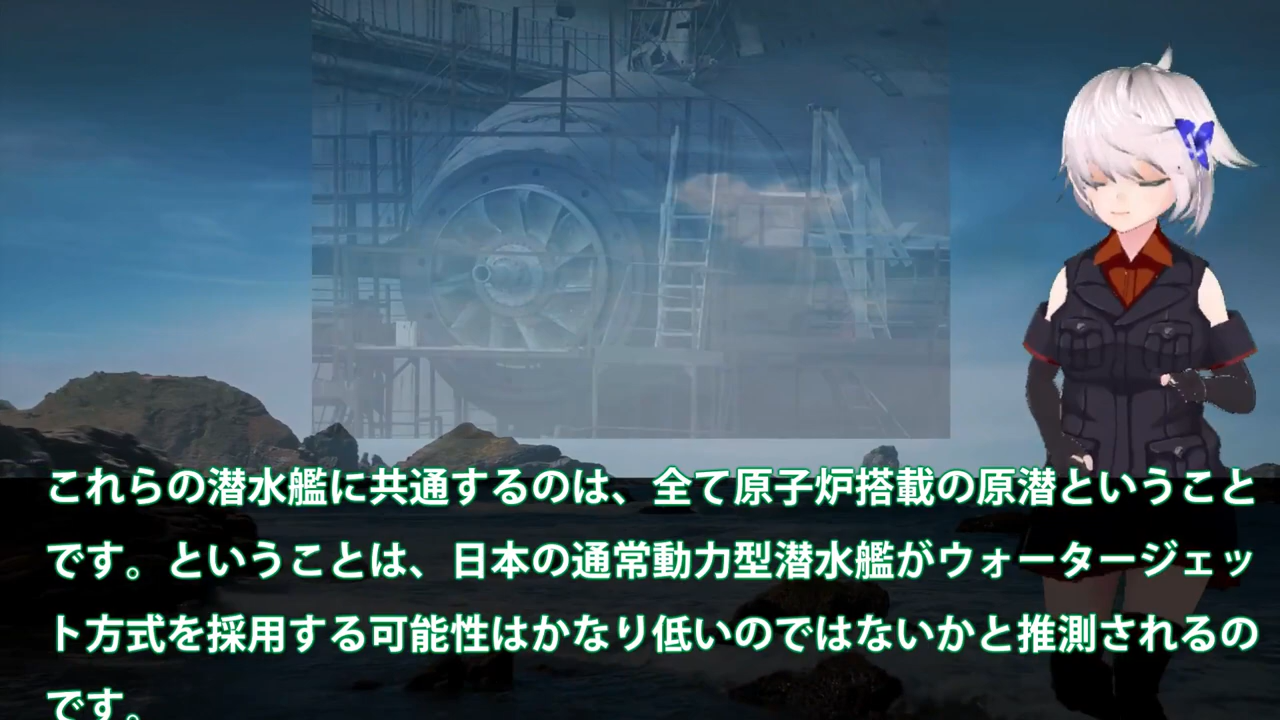 これらの潜水艦に共通するのは、全て原子炉搭載の原潜ということ
です。ということは、日本の通常動力型潜水艦がウォータージェッ
ト方式を採用する可能性はかなり低いのではないかと推測されるの
です。